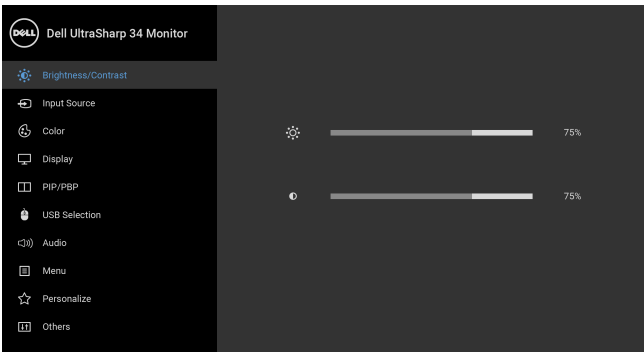 DELL
Dell UltraSharp 34 Monitor
Brightness/Contrast
Input Source
Color
Display
PIP/PBP
USB Selection
Audio
Menu
Personalize
Others
75%
75%